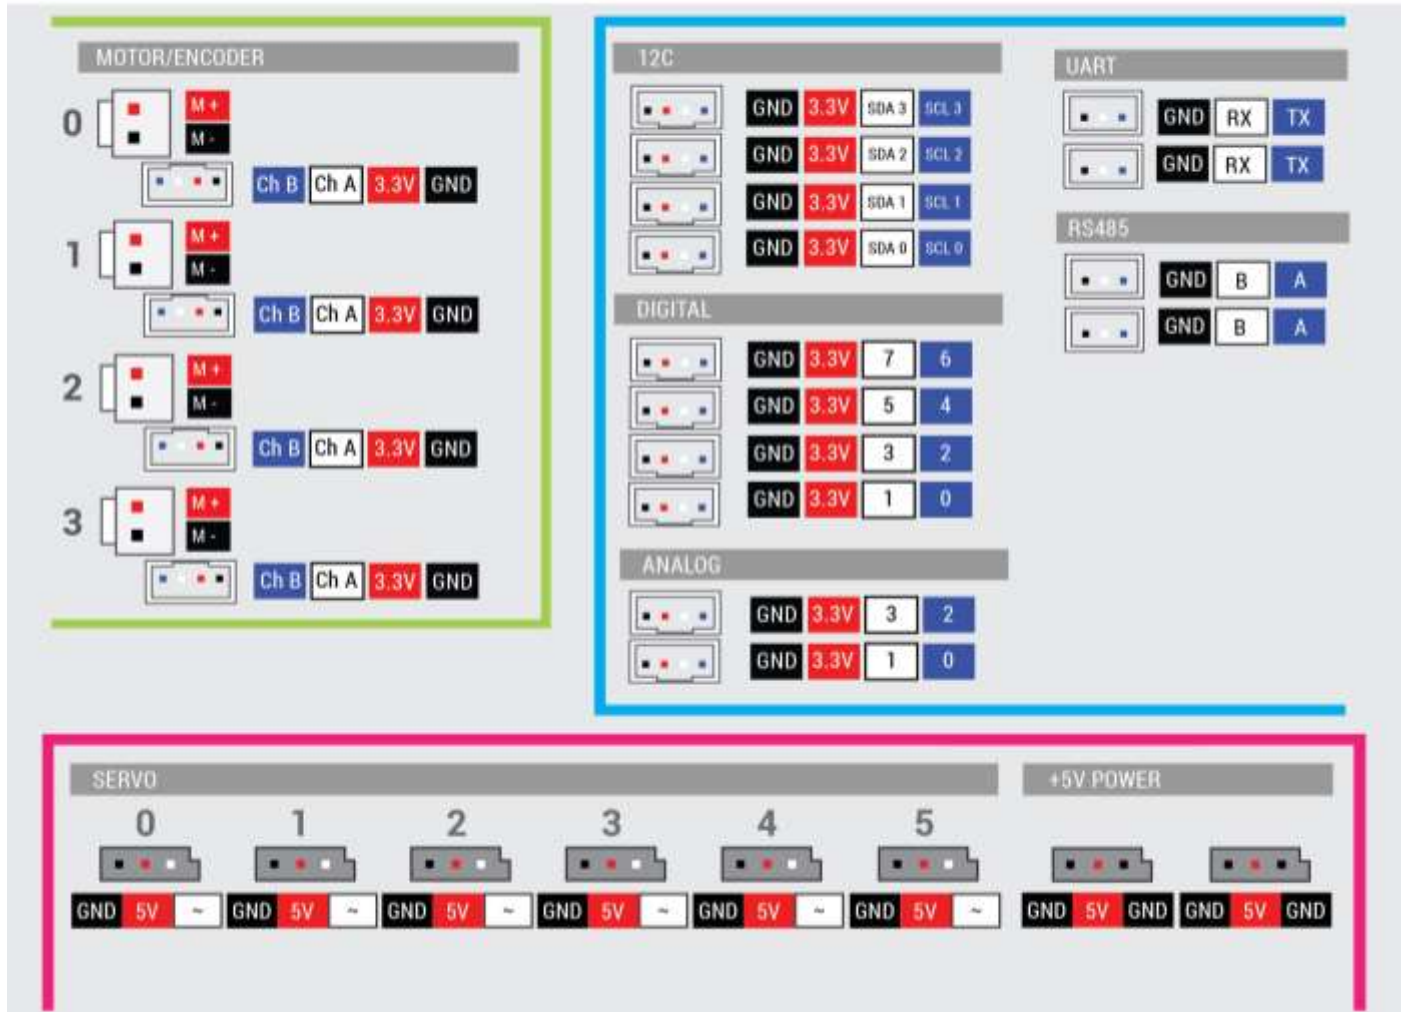 MOTOR/ENCODER
0
M +
M -
Ch B Ch A 3.3V GND
1
M +
M -
Ch B Ch A 3.3V GND
2
M +
M -
Ch B Ch A 3.3V GND
3
M +
M -
Ch B Ch A 3.3V GND
12C
GND 3.3V SDA 3 SCL 3
GND 3.3V SDA 2 SCL 2
GND 3.3V SDA 1 SCL 1
GND 3.3V SDA 0 SCL 0
DIGITAL
GND 3.3V 7 6
GND 3.3V 5 4
GND 3.3V 3 2
GND 3.3V 1 0
ANALOG
GND 3.3V 3 2
GND 3.3V 1 0
UART
GND RX TX
GND RX TX
RS485
GND B A
GND B A
SERVO
0 1 2 3 4 5
GND 5V ~ GND 5V ~ GND 5V ~ GND 5V ~ GND 5V ~ GND 5V ~
+5V POWER
GND 5V GND GND 5V GND